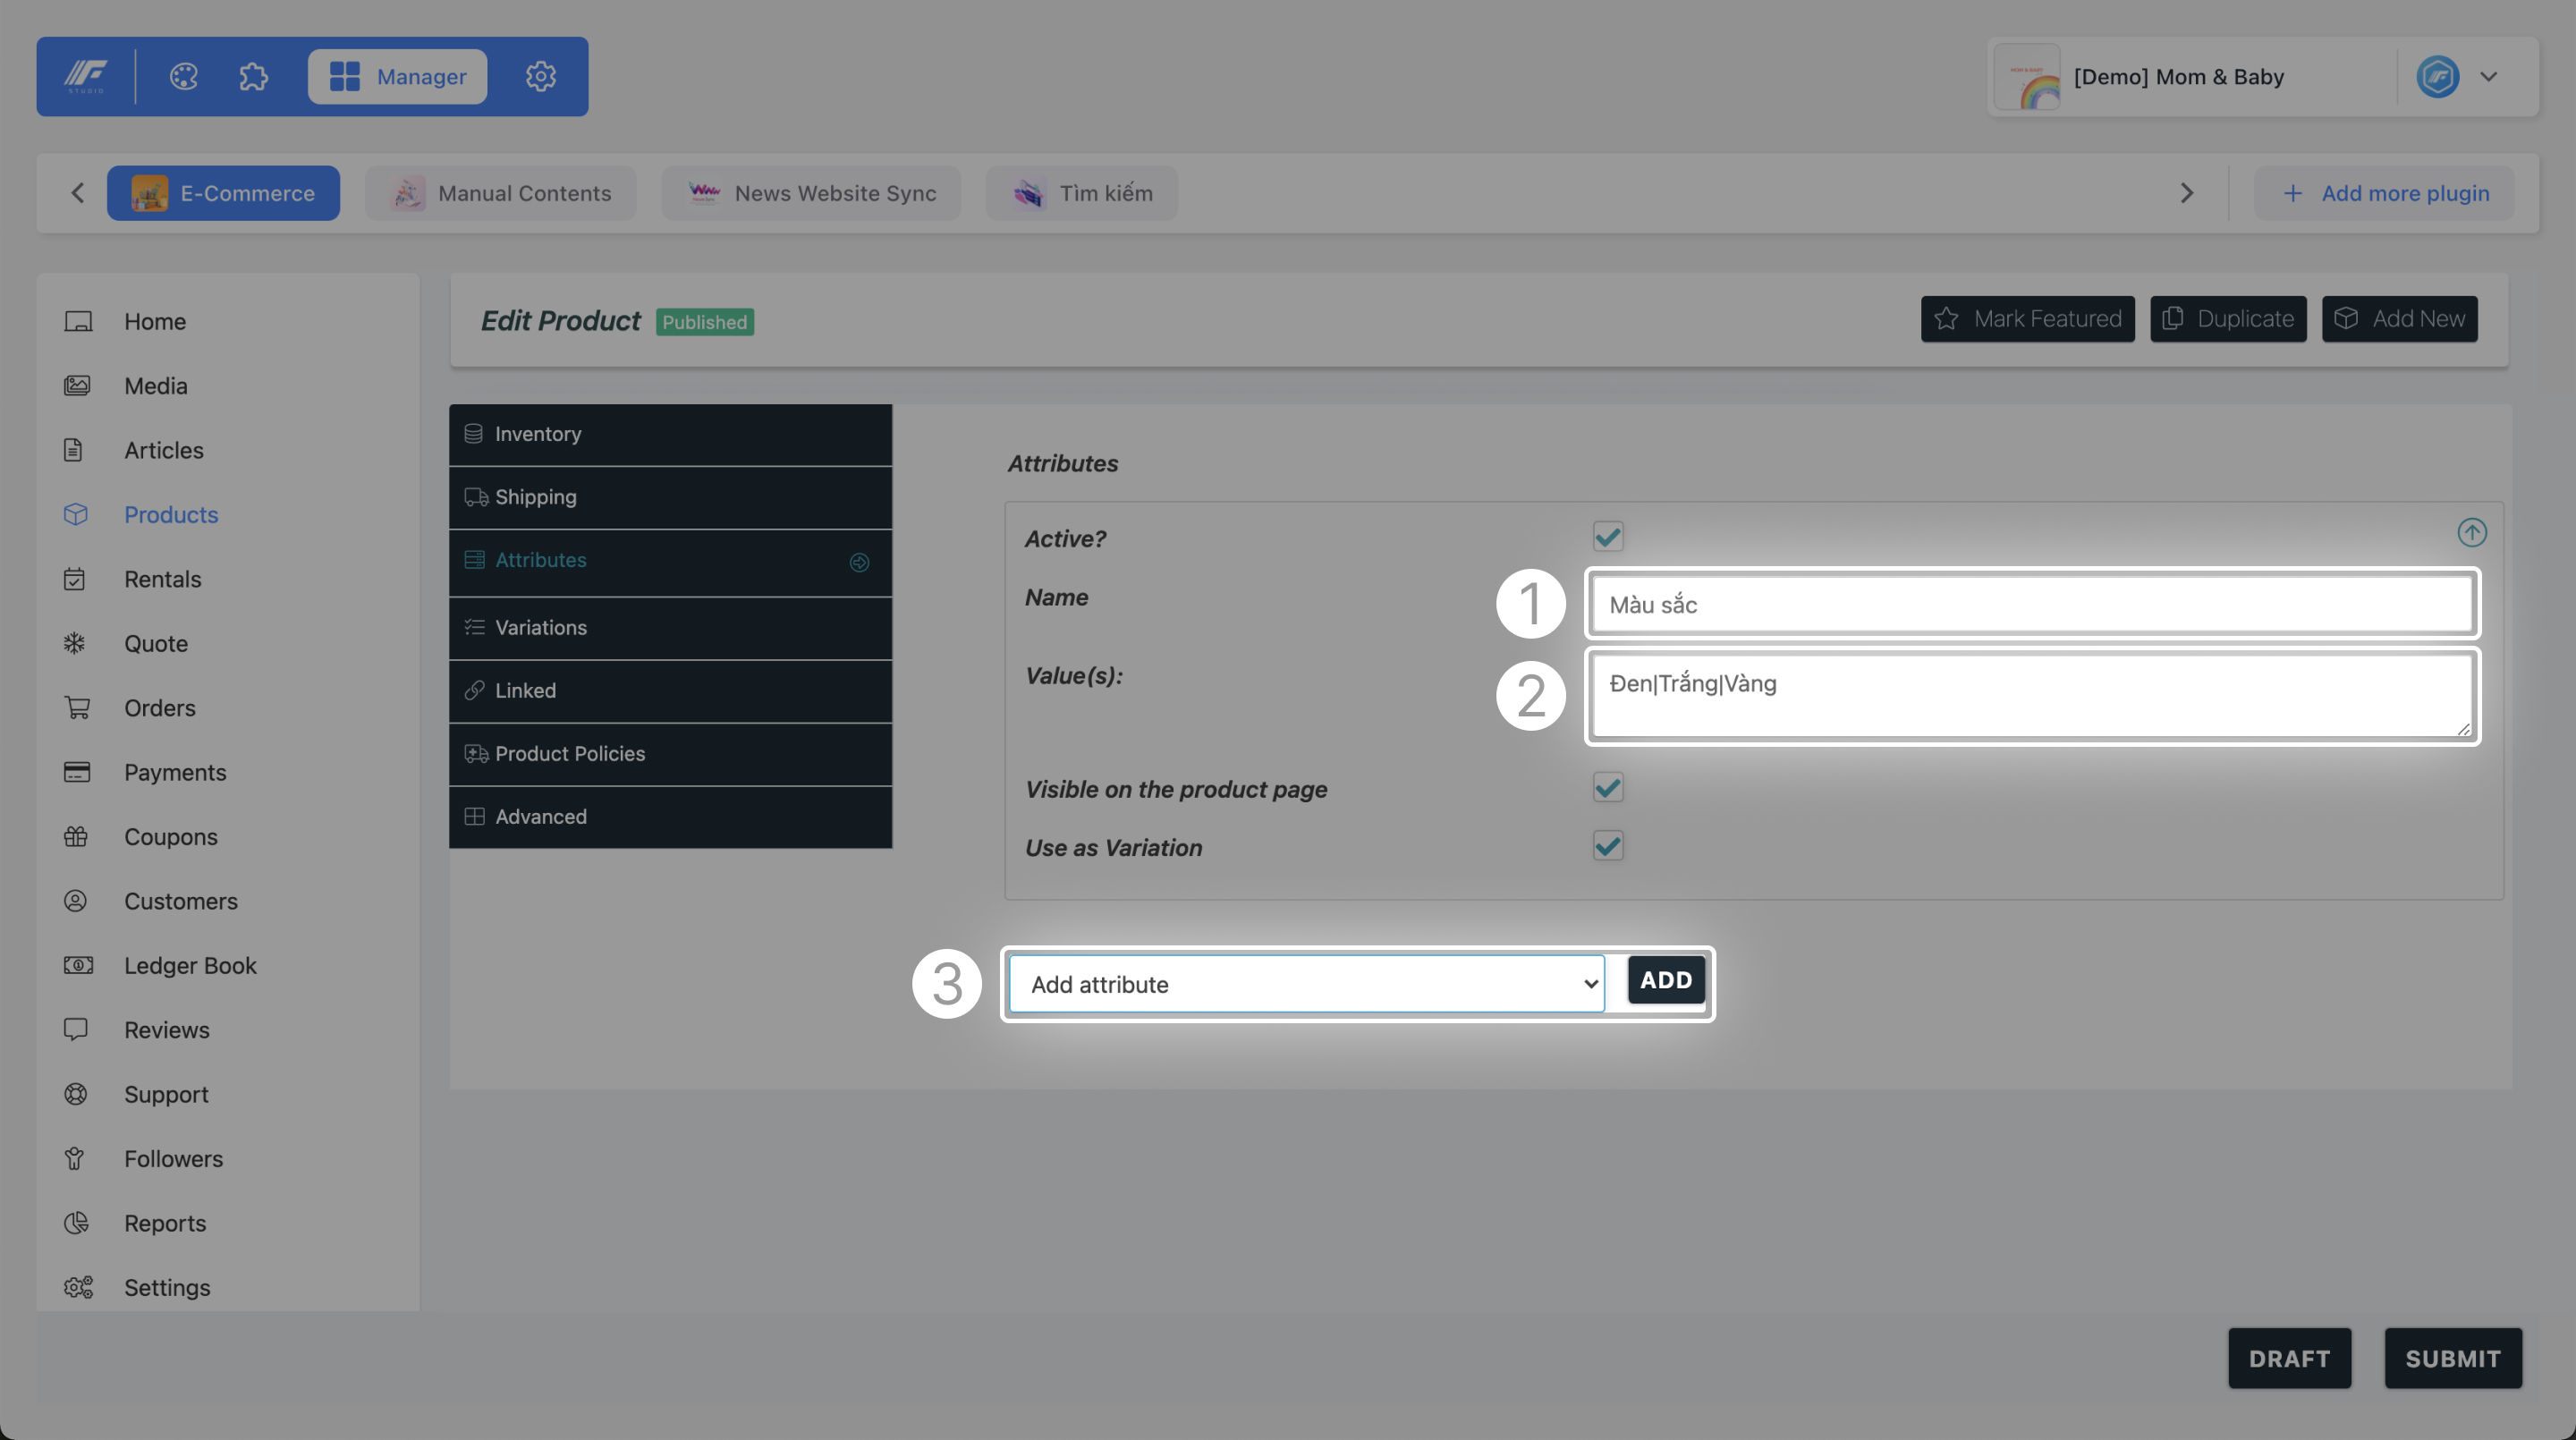 STUDIO
Manager
[Demo] Mom & Baby
E-Commerce
Manual Contents
News Website Sync
Tìm kiếm
Add more plugin
Home
Media
Articles
Products
Rentals
Quote
Orders
Payments
Coupons
Customers
Ledger Book
Reviews
Support
Followers
Reports
Settings
Edit Product
Published
Mark Featured
Duplicate
Add New
Inventory
Shipping
Attributes
Variations
Linked
Product Policies
Advanced
Attributes
Active?
Name
1
Màu sắc
Value(s):
2
Đen|Trắng|Vàng
Visible on the product page
Use as Variation
3
Add attribute
ADD
DRAFT
SUBMIT